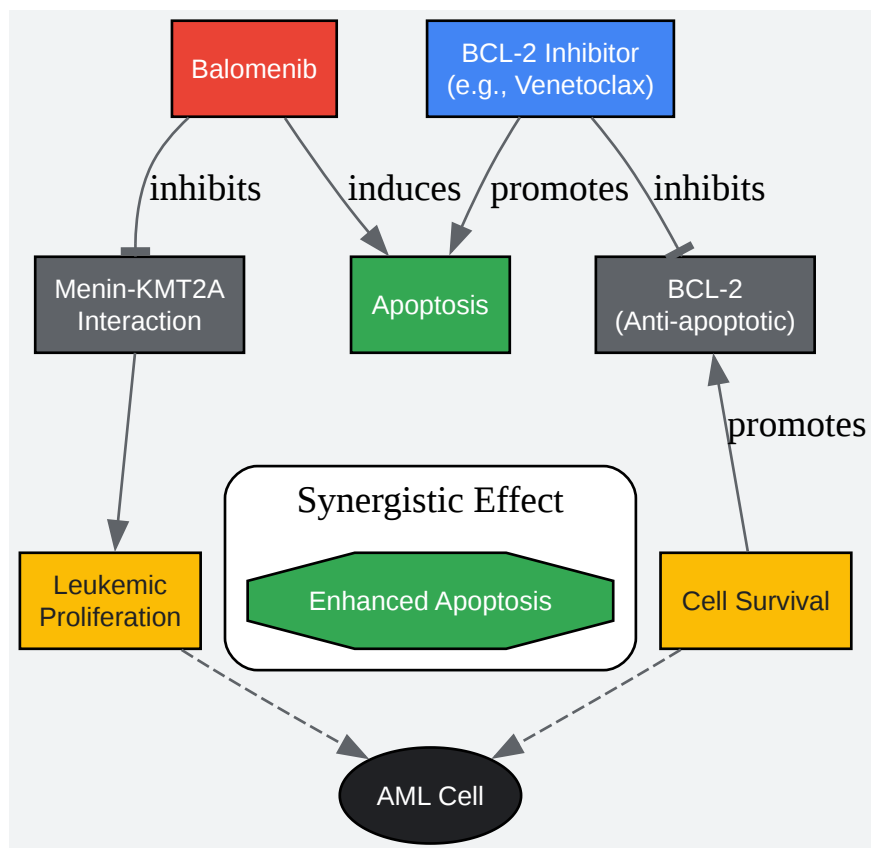 Balomenib
BCL-2 Inhibitor
(e.g., Venetoclax)
inhibits
induces
promotes
inhibits
Menin-KMT2A
Interaction
Apoptosis
BCL-2
(Anti-apoptotic)
promotes
Synergistic Effect
Leukemic
Proliferation
Enhanced Apoptosis
Cell Survival
AML Cell